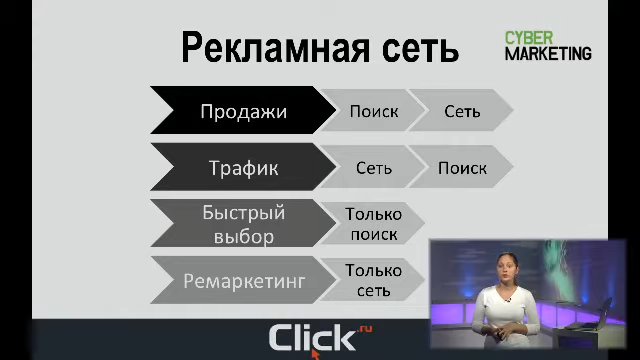 Рекламная сеть
CYBER
MARKETING
Продажи
Поиск
Сеть
Трафик
Сеть
Поиск
Быстрый
выбор
Только
поиск
Ремаркетинг
Только
сеть
Click.ru